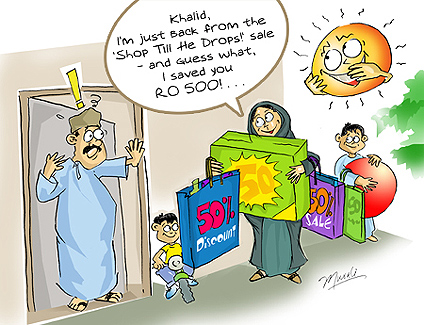 Khalid,
I'm just back from the
'Shop Till He Drops!' sale
- and guess what,
I saved you
RO 500! . . .
50
50%
Discount
50%
SALE
Murali